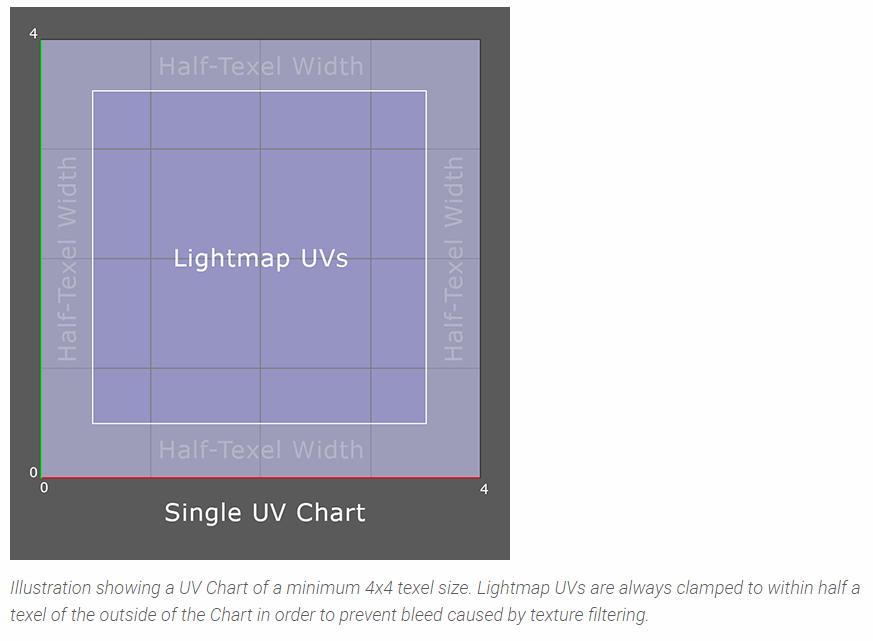 4
Half-Texel Width
Half-Texel Width
Half-Texel Width
Lightmap UVs
Half-Texel Width
0
0
4
Single UV Chart
Illustration showing a UV Chart of a minimum 4x4 texel size. Lightmap UVs are always clamped to within half a
texel of the outside of the Chart in order to prevent bleed caused by texture filtering.